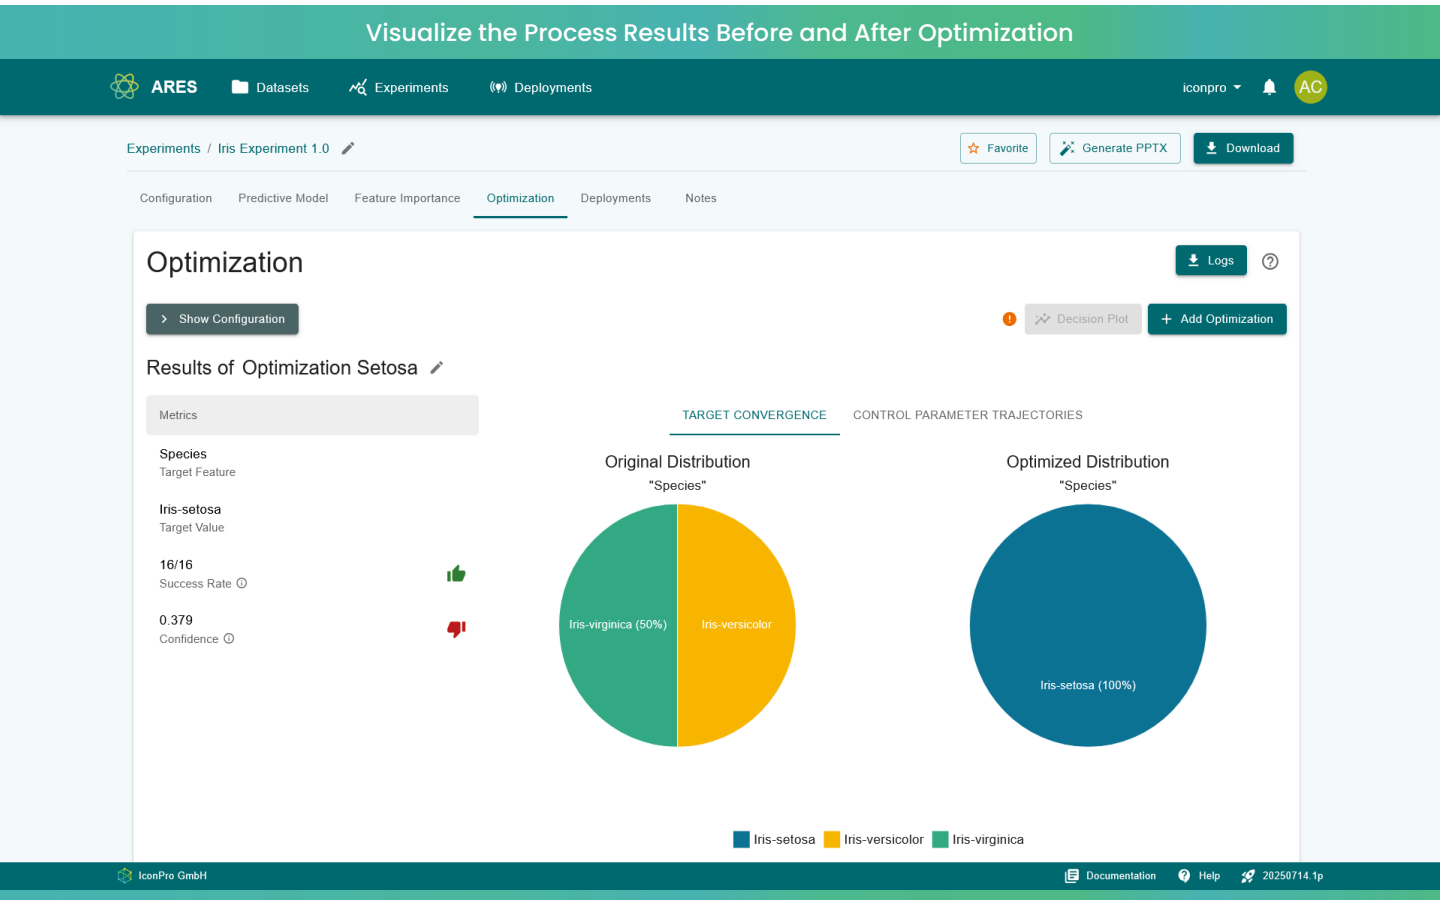 Visualize the Process Results Before and After Optimization
ARES Datasets Experiments Deployments iconpro AC
Experiments / Iris Experiment 1.0 Favorite Generate PPTX Download
Configuration Predictive Model Feature Importance Optimization Deployments Notes
Optimization Logs
Show Configuration Decision Plot + Add Optimization
Results of Optimization Setosa
Metrics
TARGET CONVERGENCE CONTROL PARAMETER TRAJECTORIES
Species
Target Feature
Iris-setosa
Target Value
16/16
Success Rate
0.379
Confidence
Original Distribution
"Species"
Iris-virginica (50%) Iris-versicolor
Optimized Distribution
"Species"
Iris-setosa (100%)
Iris-setosa Iris-versicolor Iris-virginica
IconPro GmbH Documentation Help 20250714.1p